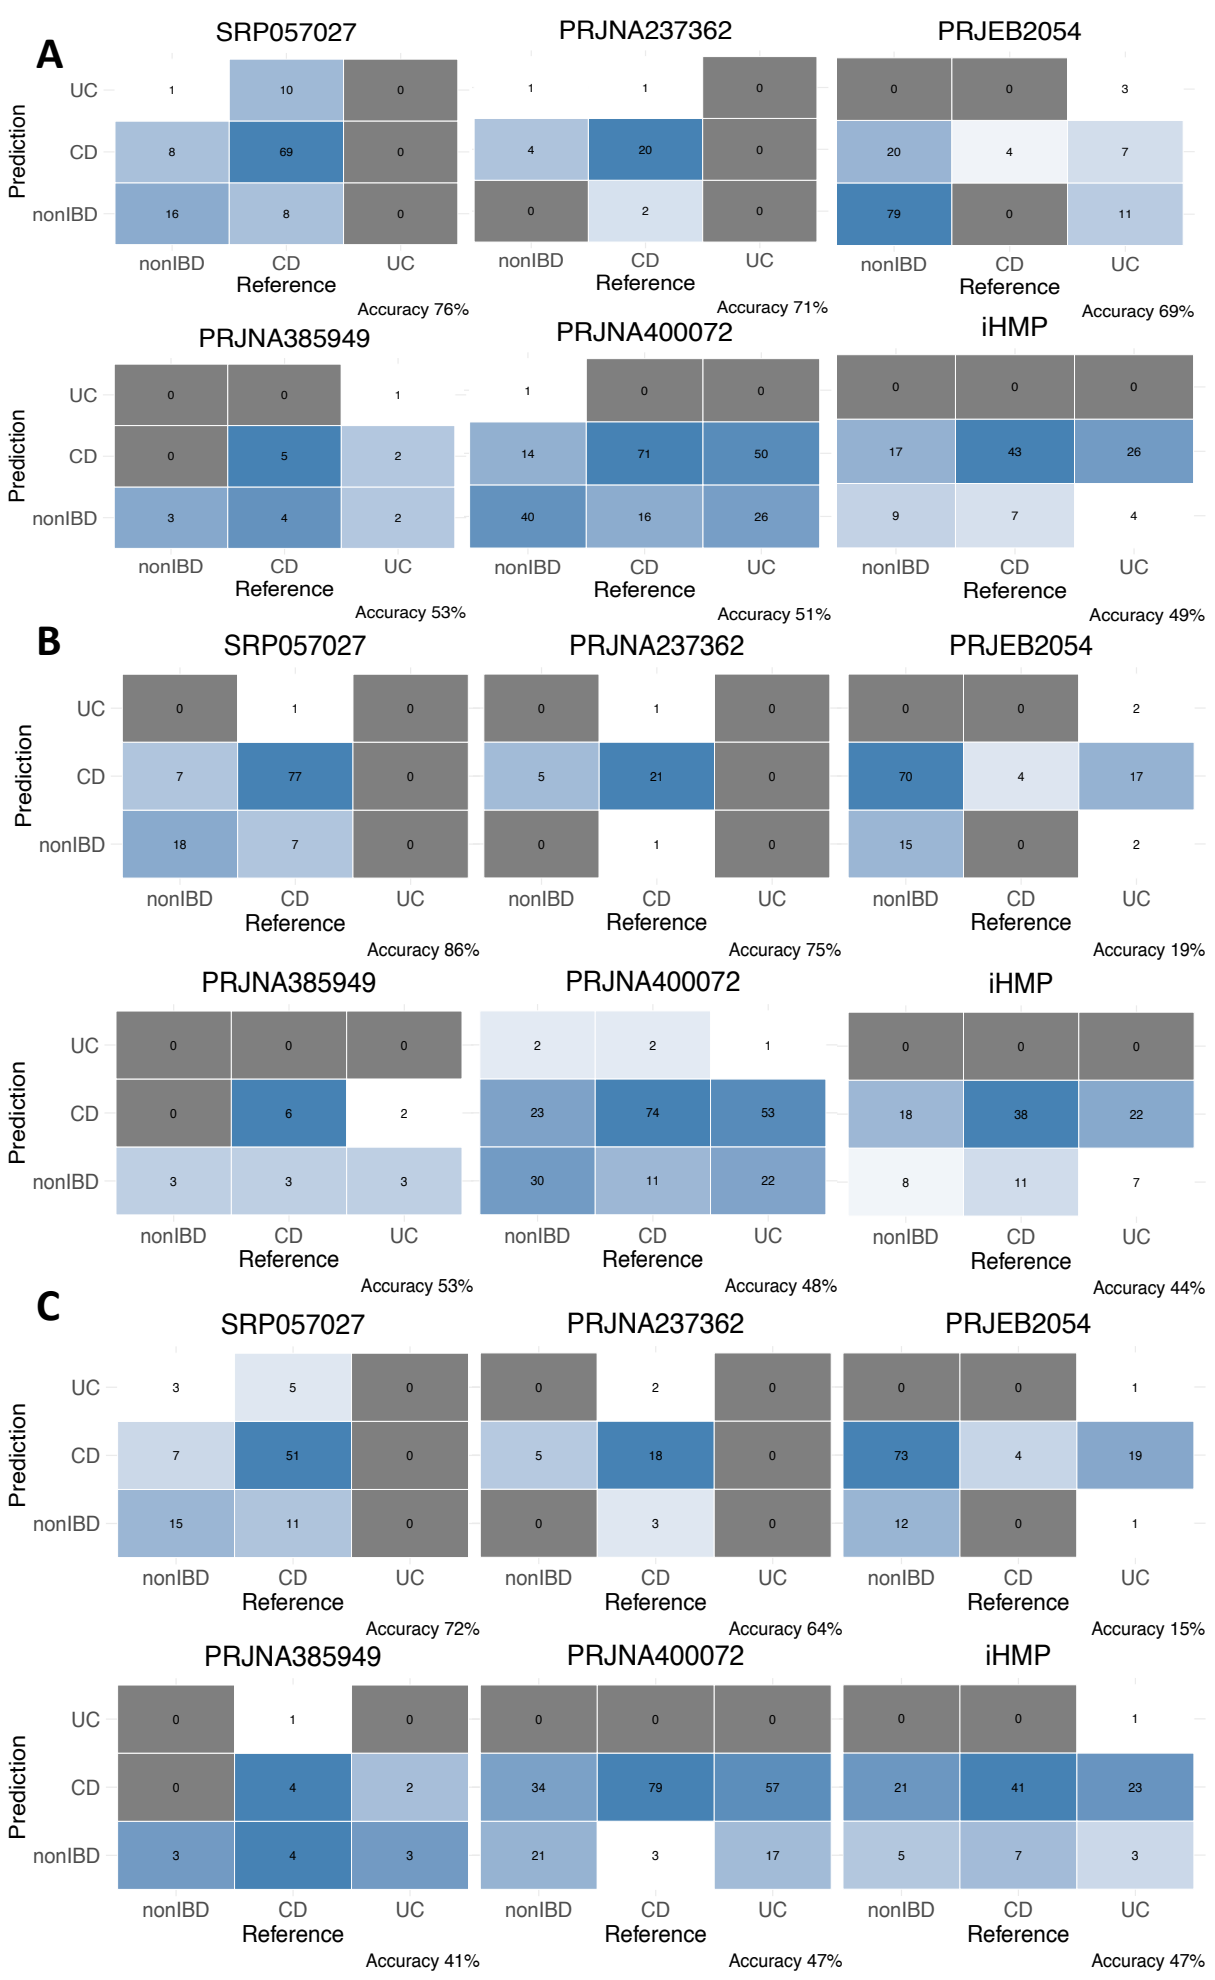 A
SRP057027 PRJNA237362 PRJEB2054
Prediction
UC 1 10 0 1 1 0 0 0 3
CD 8 69 0 4 20 0 20 4 7
nonIBD 16 8 0 0 2 0 79 0 11
nonIBD CD UC nonIBD CD UC nonIBD CD UC
Reference Reference Reference
Accuracy 76% Accuracy 71% Accuracy 69%
PRJNA385949 PRJNA400072 iHMP
Prediction
UC 0 0 1 1 0 0 0 0 0
CD 0 5 2 14 71 50 17 43 26
nonIBD 3 4 2 40 16 26 9 7 4
nonIBD CD UC nonIBD CD UC nonIBD CD UC
Reference Reference Reference
Accuracy 53% Accuracy 51% Accuracy 49%
B
SRP057027 PRJNA237362 PRJEB2054
Prediction
UC 0 1 0 0 1 0 0 0 2
CD 7 77 0 5 21 0 70 4 17
nonIBD 18 7 0 0 1 0 15 0 2
nonIBD CD UC nonIBD CD UC nonIBD CD UC
Reference Reference Reference
Accuracy 86% Accuracy 75% Accuracy 19%
PRJNA385949 PRJNA400072 iHMP
Prediction
UC 0 0 0 2 2 1 0 0 0
CD 0 6 2 23 74 53 18 38 22
nonIBD 3 3 3 30 11 22 8 11 7
nonIBD CD UC nonIBD CD UC nonIBD CD UC
Reference Reference Reference
Accuracy 53% Accuracy 48% Accuracy 44%
C
SRP057027 PRJNA237362 PRJEB2054
Prediction
UC 3 5 0 0 2 0 0 0 1
CD 7 51 0 5 18 0 73 4 19
nonIBD 15 11 0 0 3 0 12 0 1
nonIBD CD UC nonIBD CD UC nonIBD CD UC
Reference Reference Reference
Accuracy 72% Accuracy 64% Accuracy 15%
PRJNA385949 PRJNA400072 iHMP
Prediction
UC 0 1 0 0 0 0 0 0 1
CD 0 4 2 34 79 57 21 41 23
nonIBD 3 4 3 21 3 17 5 7 3
nonIBD CD UC nonIBD CD UC nonIBD CD UC
Reference Reference Reference
Accuracy 41% Accuracy 47% Accuracy 47%